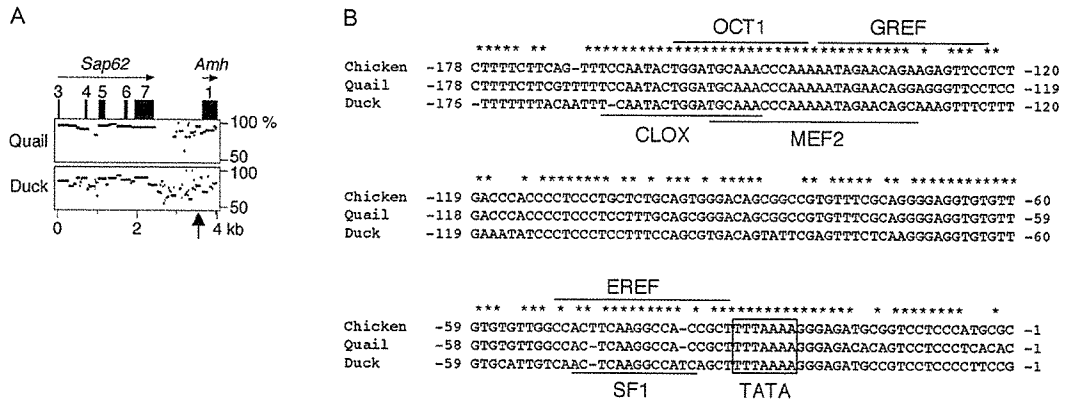 A
Sap62 Amh
3 4 5 6 7 1
Quail 100 %
50
Duck 100
50
0 2 4 kb
B
OCT1 GREF
Chicken -178 CTTTTCTTCAG-TTTCCAATACTGGATGCAAACCCAAAAATAGAACAGAAGAGTTCCTCT -120
Quail -178 CTTTTCTTCGTTTTTCCAATACTGGATGCAAACCCAAAAATAGAACAGAAGAGGTTCCTCC -119
Duck -176 -TTTTTTTACAATTT-CAATACTGGATGCAAACCCAAAAATAGAACAGCAAAGTTTCTTT -120
CLOX MEF2
Chicken -119 GACCCACCCCTCCCTGCTCTGCAGTGGGACAGCGGCCGTGTTTCGCAGGGGAGGTGTGTT -60
Quail -118 GACCCACCCCTCCCTCCTTTGCAGTGGGACAGCGGCCGTGTTTCGCAGGGGAGGTGTGTT -59
Duck -119 GAAATATCCCTCCCTCCTTTCCAGCGTGACAGTATTCGAGTTTCTCAAGGGAGGTGTGTT -60
EREF
Chicken -59 GTGTGTTGGCCACTTCAAGGCCA-CCGCTTTTAAAAGGGAGATGCGGTCCTCCCATGCGC -1
Quail -58 GTGTGTTGGCCAC-TCAAGGCCA-CCGCTTTTAAAAGGGAGACACAGTCCTCCCTCACAC -1
Duck -59 GTGCATTGTCAAC-TCAAGGCCATCAGCTTTTAAAAGGGAGATGCCGTCCTCCCCTTCCG -1
SF1 TATA